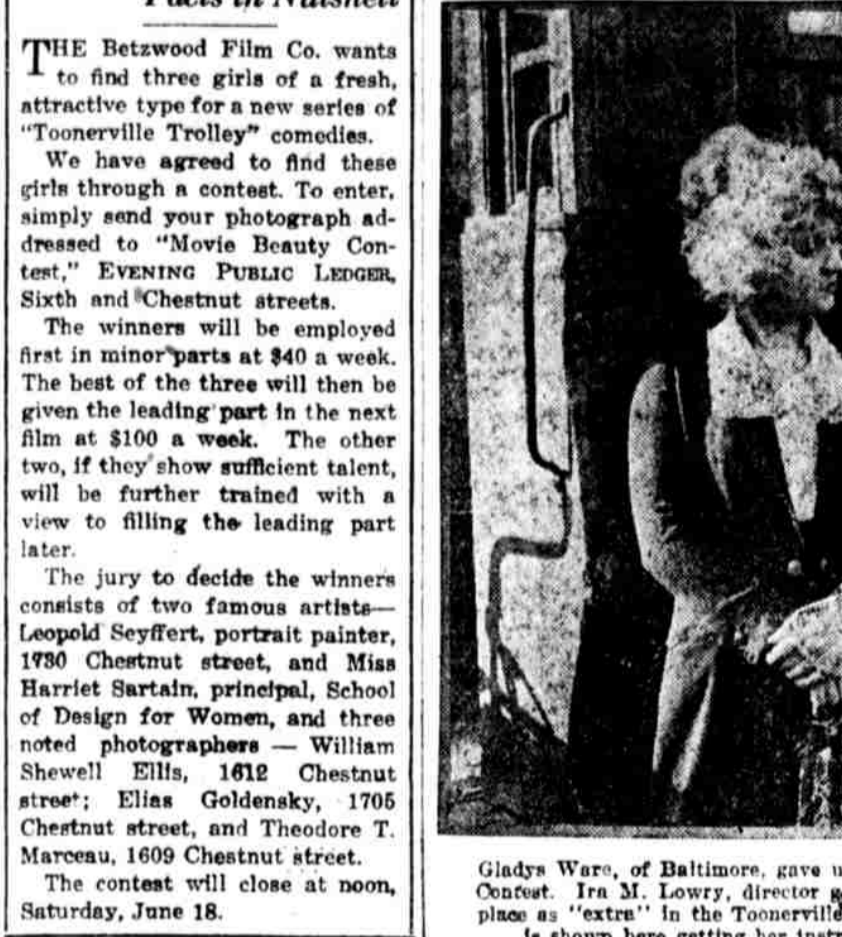 Facts in Nutshell
THE Betzwood Film Co. wants
to find three girls of a fresh,
attractive type for a new series of
"Toonerville Trolley" comedies.
We have agreed to find these
girls through a contest. To enter,
simply send your photograph ad-
dressed to "Movie Beauty Con-
test," EVENING PUBLIC LEDGER,
Sixth and Chestnut streets.
The winners will be employed
first in minor parts at $40 a week.
The best of the three will then be
given the leading part in the next
film at $100 a week. The other
two, if they show sufficient talent,
will be further trained with a
view to filling the leading part
later.
The jury to decide the winners
consists of two famous artists—
Leopold Seyffert, portrait painter,
1730 Chestnut street, and Miss
Harriet Sartain, principal, School
of Design for Women, and three
noted photographers — William
Shewell Ellis, 1612 Chestnut
street; Elias Goldensky, 1705
Chestnut street, and Theodore T.
Marceau, 1609 Chestnut street.
The contest will close at noon,
Saturday, June 18.
Gladys Ware, of Baltimore, gave u
Contest. Ira M. Lowry, director g
place as "extra" in the Toonerville
is shown here getting her instr